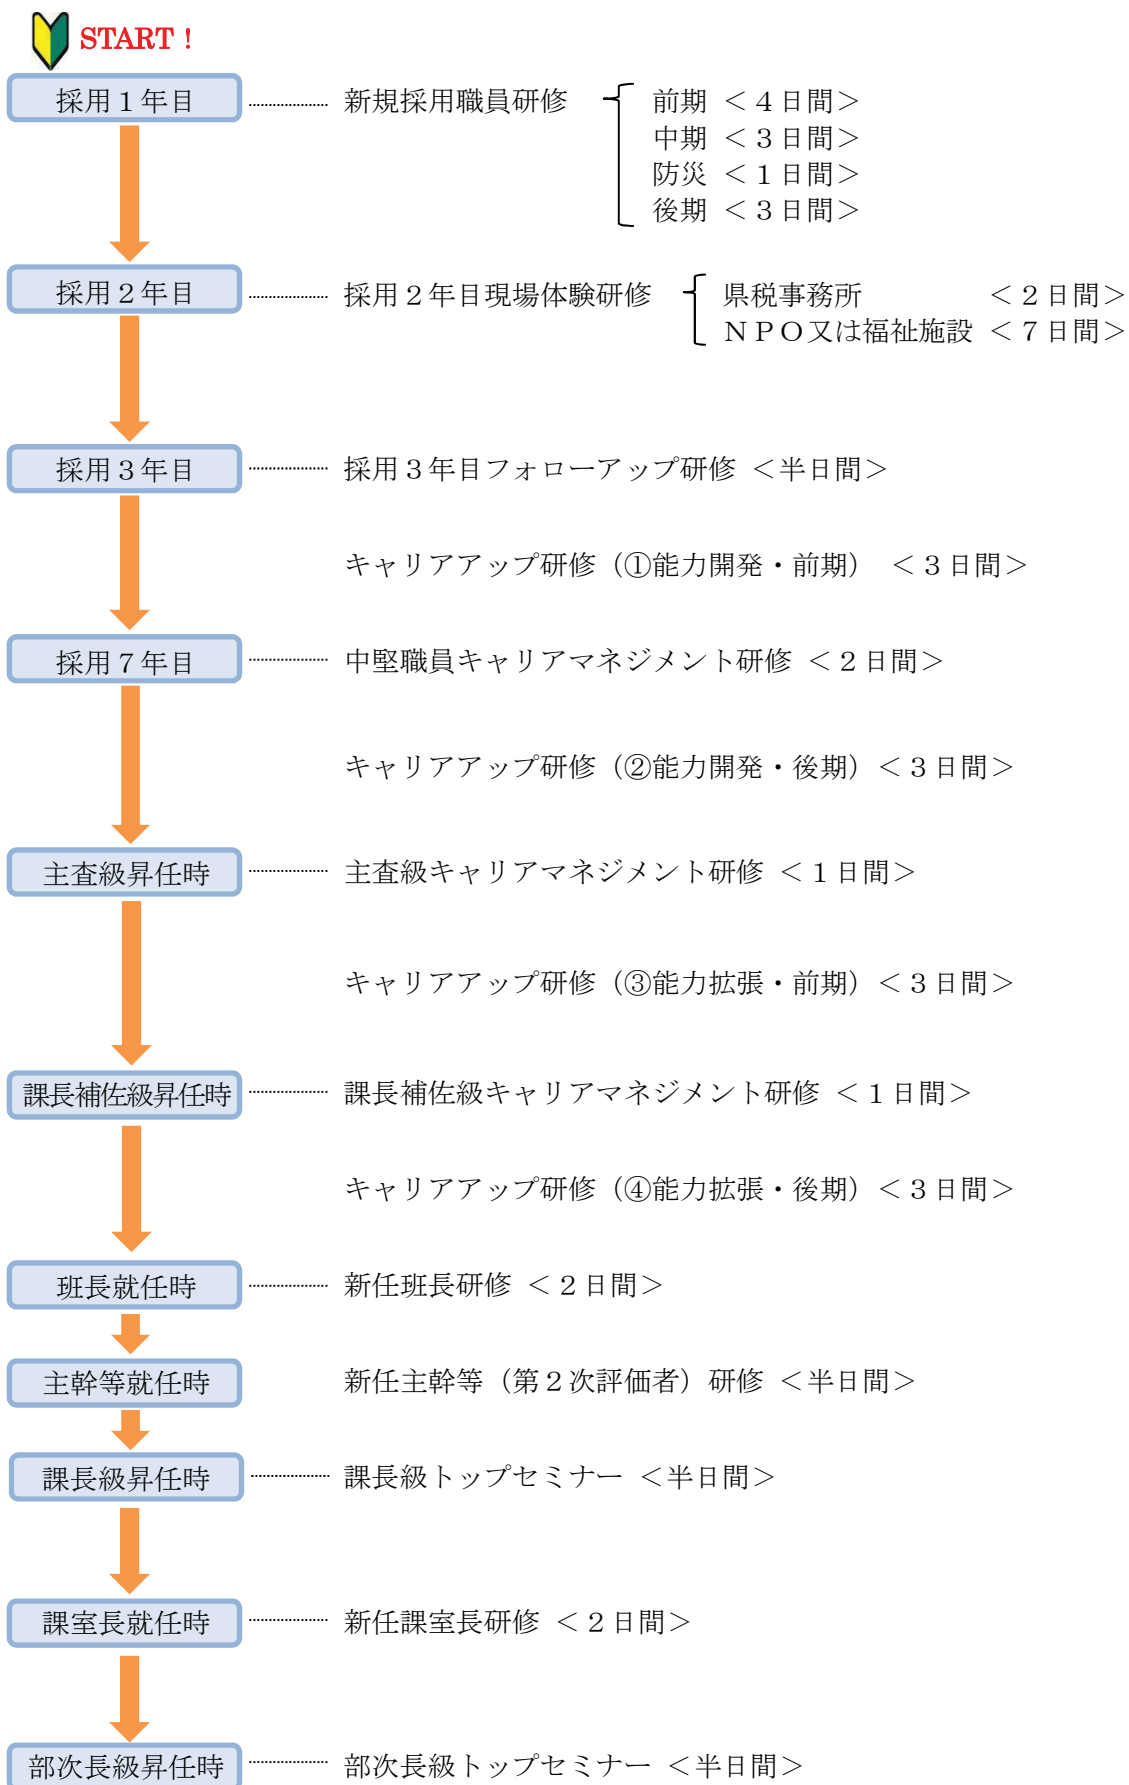 START！
採用１年目 新規採用職員研修 前期 ＜４日間＞
中期 ＜３日間＞
防災 ＜１日間＞
後期 ＜３日間＞
採用２年目 採用２年目現場体験研修 県税事務所 ＜２日間＞
ＮＰＯ又は福祉施設 ＜７日間＞
採用３年目 採用３年目フォローアップ研修 ＜半日間＞
キャリアアップ研修（①能力開発・前期） ＜３日間＞
採用７年目 中堅職員キャリアマネジメント研修 ＜２日間＞
キャリアアップ研修（②能力開発・後期）＜３日間＞
主査級昇任時 主査級キャリアマネジメント研修 ＜１日間＞
キャリアアップ研修（③能力拡張・前期）＜３日間＞
課長補佐級昇任時 課長補佐級キャリアマネジメント研修 ＜１日間＞
キャリアアップ研修（④能力拡張・後期）＜３日間＞
班長就任時 新任班長研修 ＜２日間＞
主幹等就任時 新任主幹等（第２次評価者）研修 ＜半日間＞
課長級昇任時 課長級トップセミナー ＜半日間＞
課室長就任時 新任課室長研修 ＜２日間＞
部次長級昇任時 部次長級トップセミナー ＜半日間＞